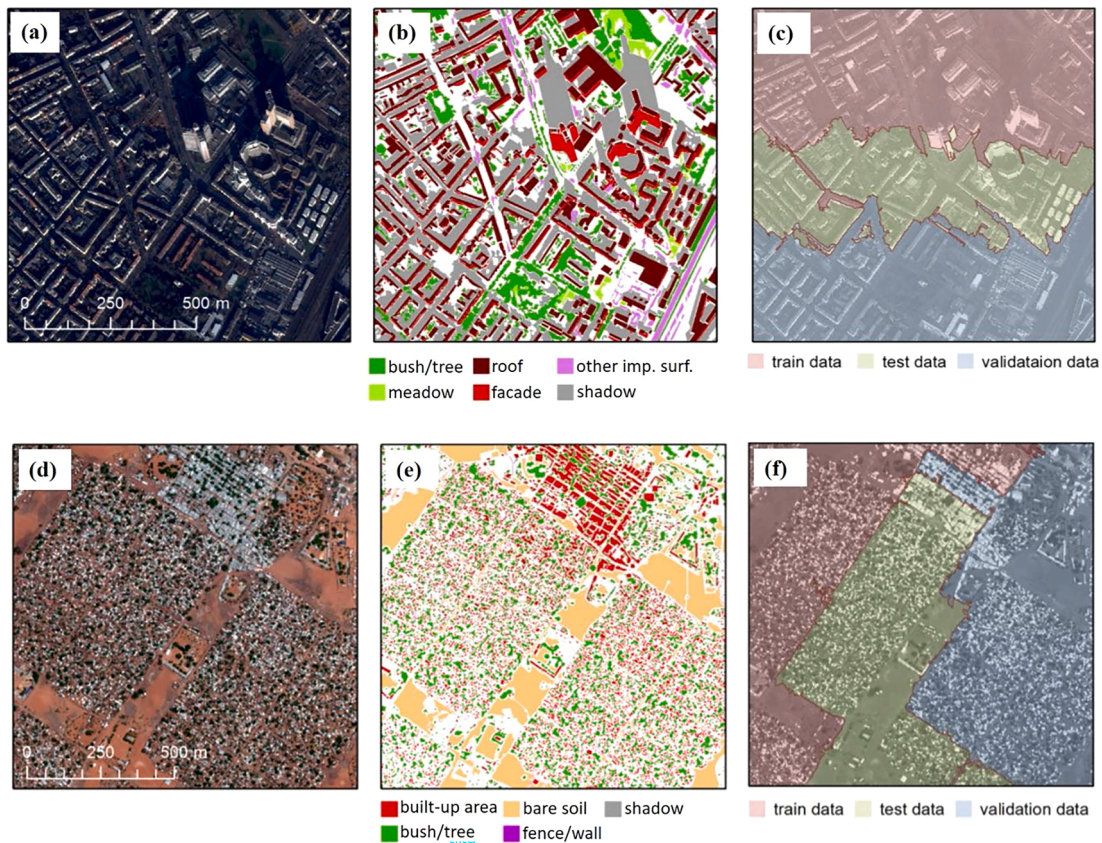 (a)
(b)
(c)
0 250 500 m
bush/tree roof other imp. surf.
meadow facade shadow
train data test data validataion data
(d)
(e)
(f)
0 250 500 m
built-up area bare soil shadow
bush/tree fence/wall
train data test data validation data